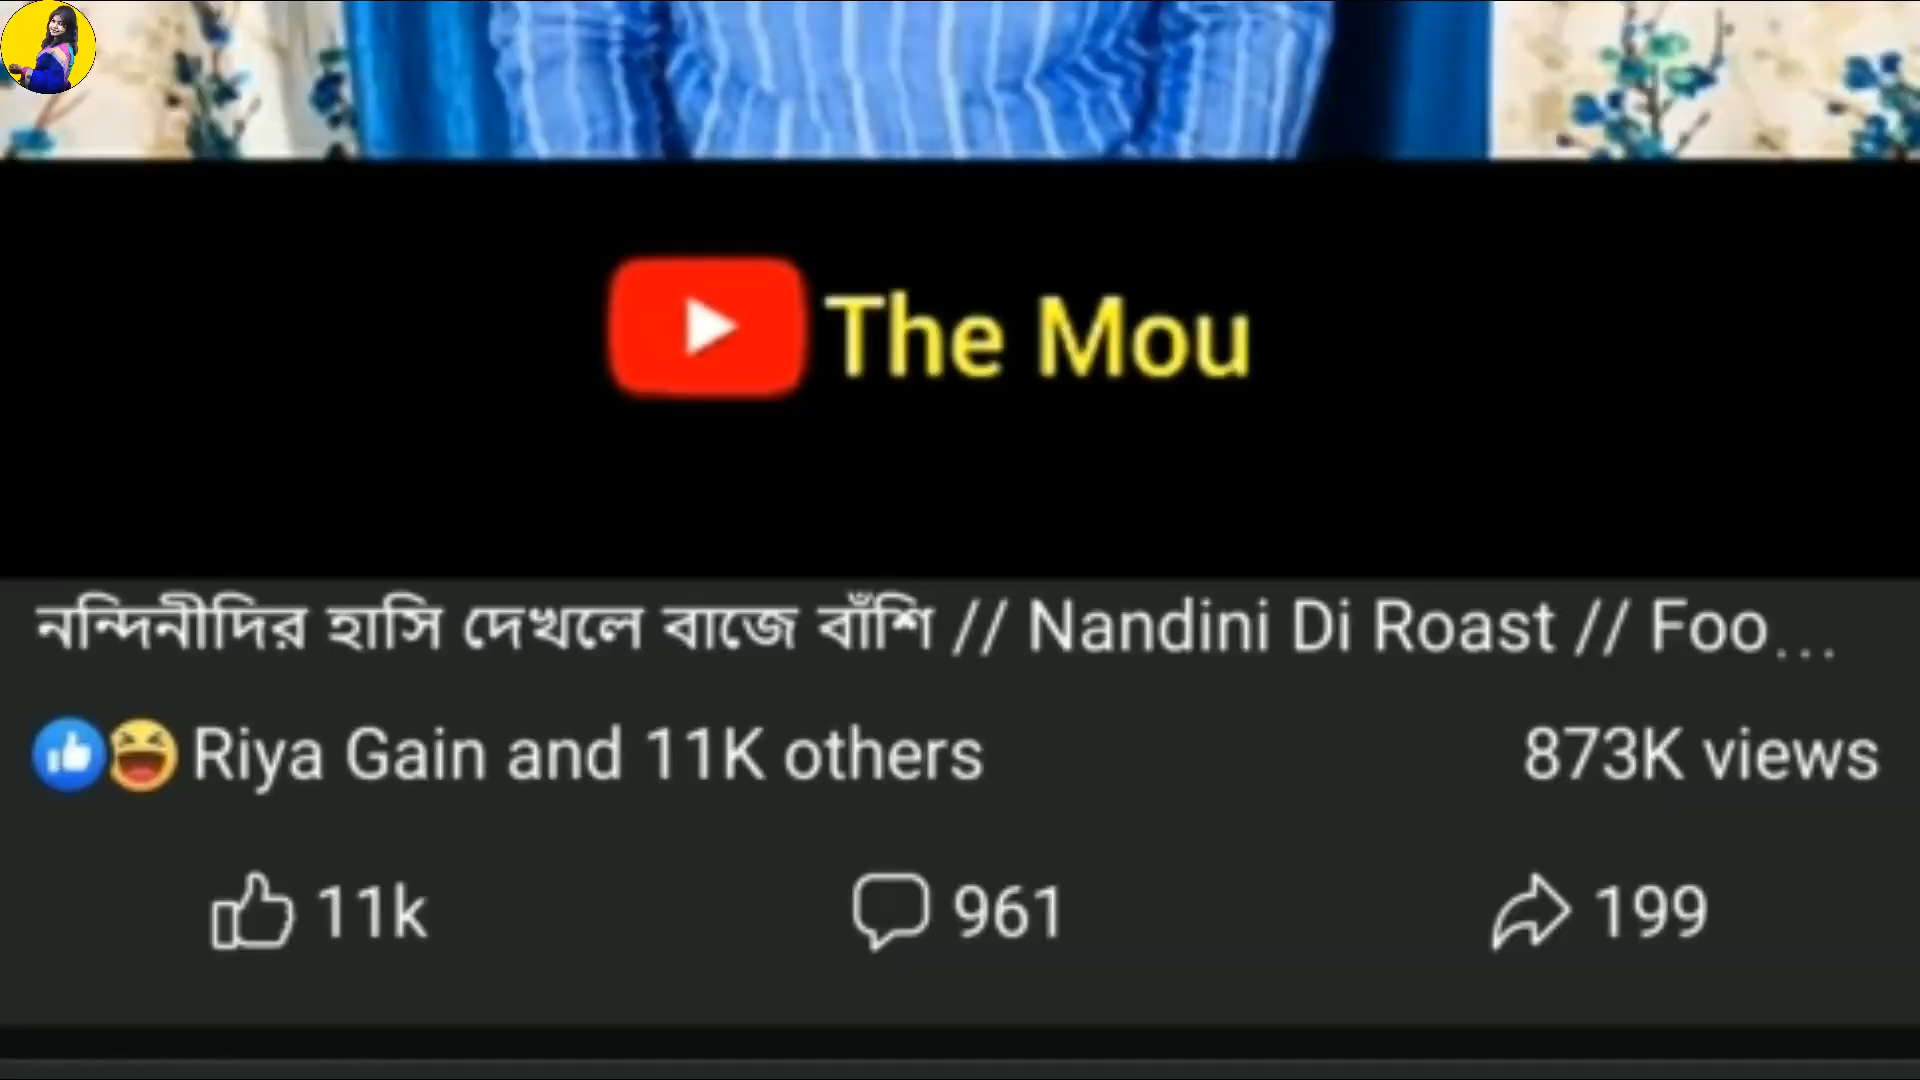 The Mou
নন্দিনীদির হাসি দেখলে বাজে বাঁশি // Nandini Di Roast // Foo...
Riya Gain and 11K others
873K views
11k
961
199